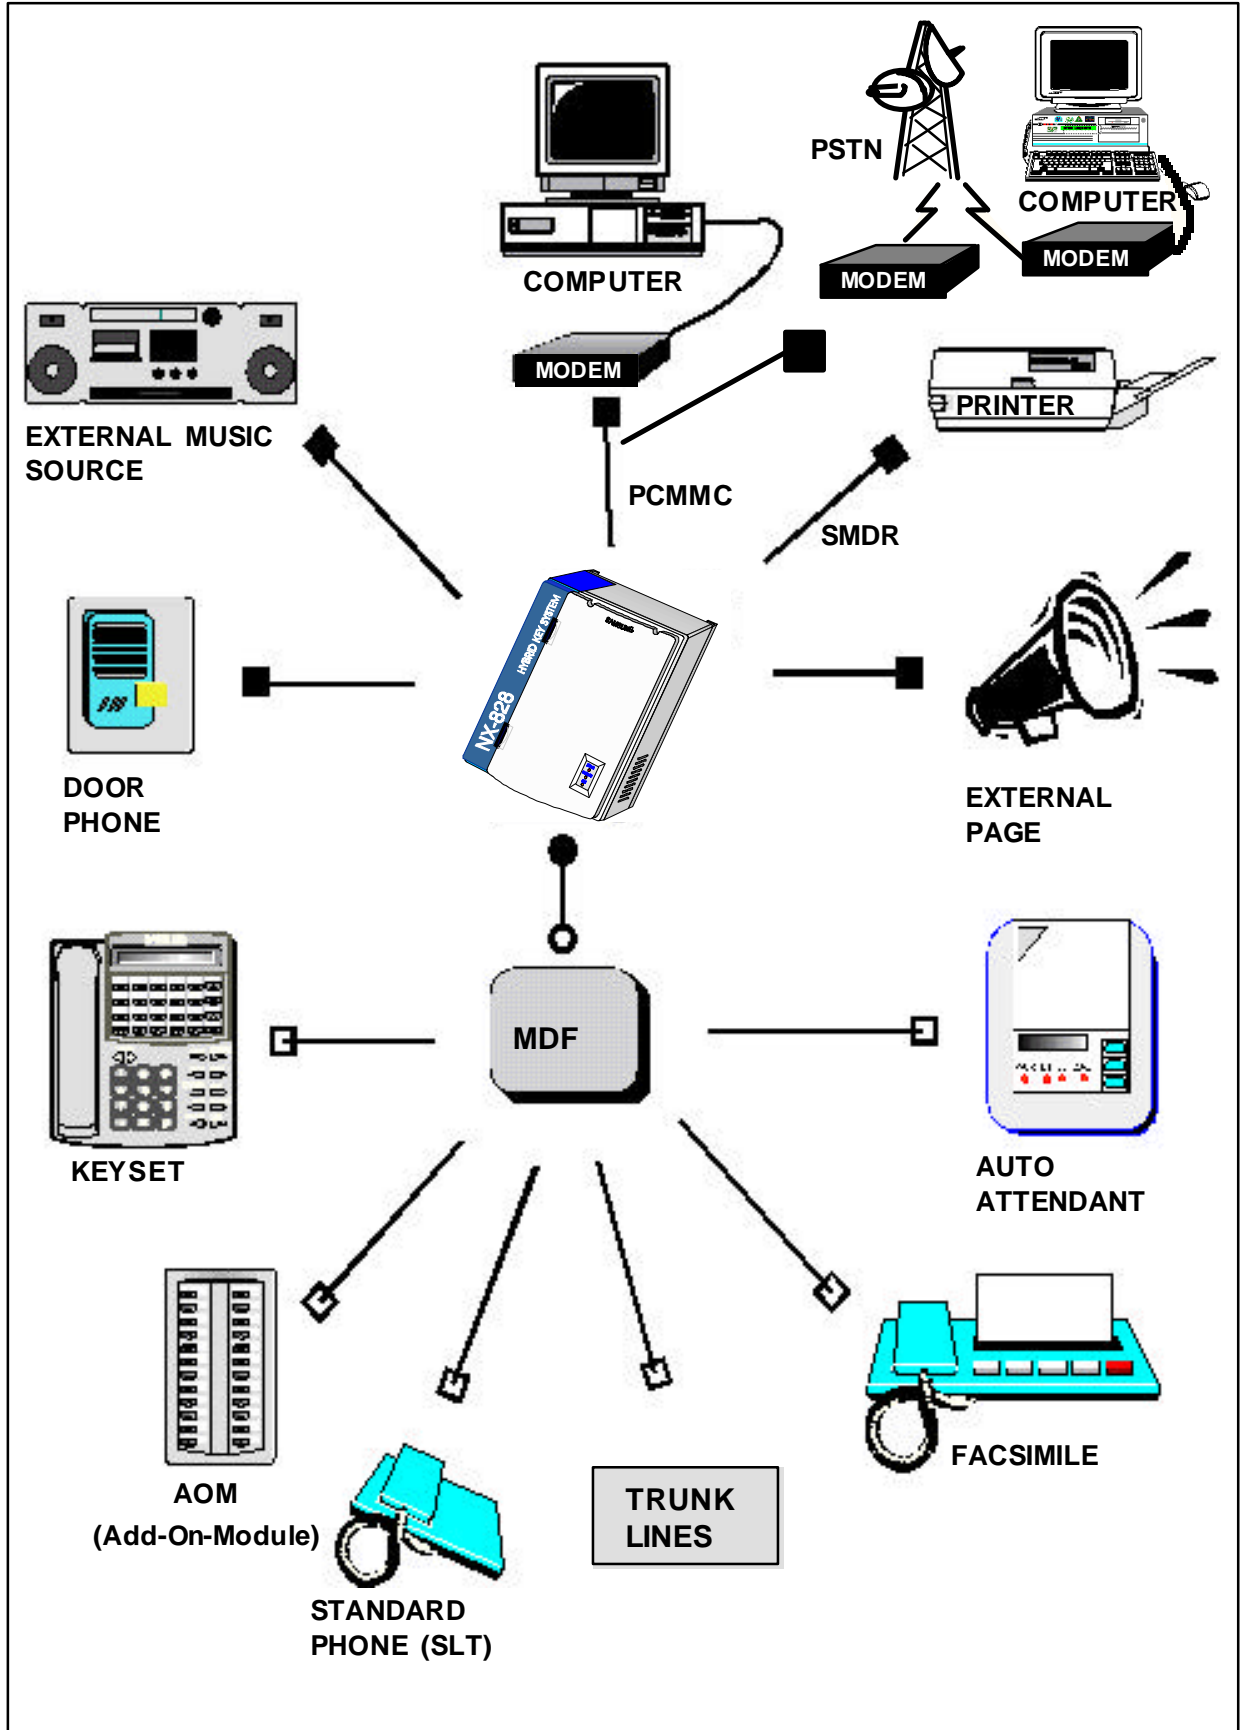 PSTN
COMPUTER
COMPUTER
MODEM
MODEM
MODEM
PRINTER
EXTERNAL MUSIC
SOURCE
PCMMC
SMDR
NX-828 HYBRID KEY SYSTEM
SAMSUNG
DOOR
PHONE
EXTERNAL
PAGE
MDF
KEYSET
AUTO
ATTENDANT
AOM
(Add-On-Module)
FACSIMILE
TRUNK
LINES
STANDARD
PHONE (SLT)